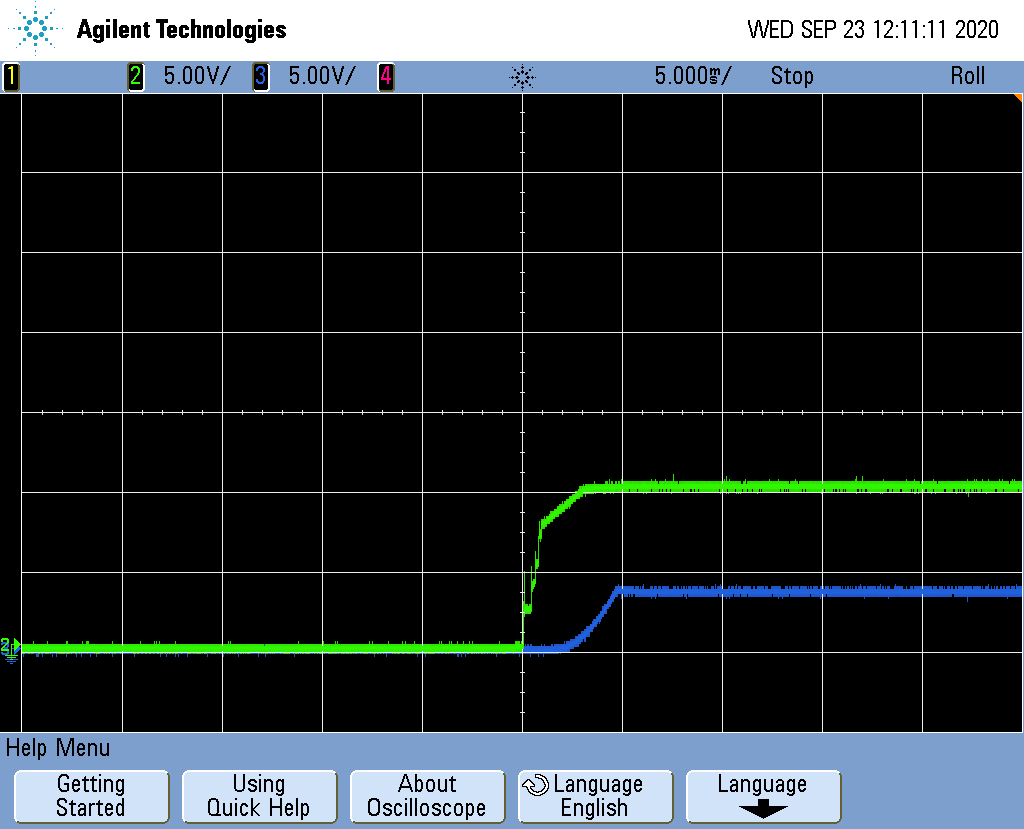 Agilent Technologies WED SEP 23 12:11:11 2020
1 2 5.00V/ 3 5.00V/ 4 5.000ms/ Stop Roll
2
Help Menu
Getting Started
Using Quick Help
About Oscilloscope
Language English
Language